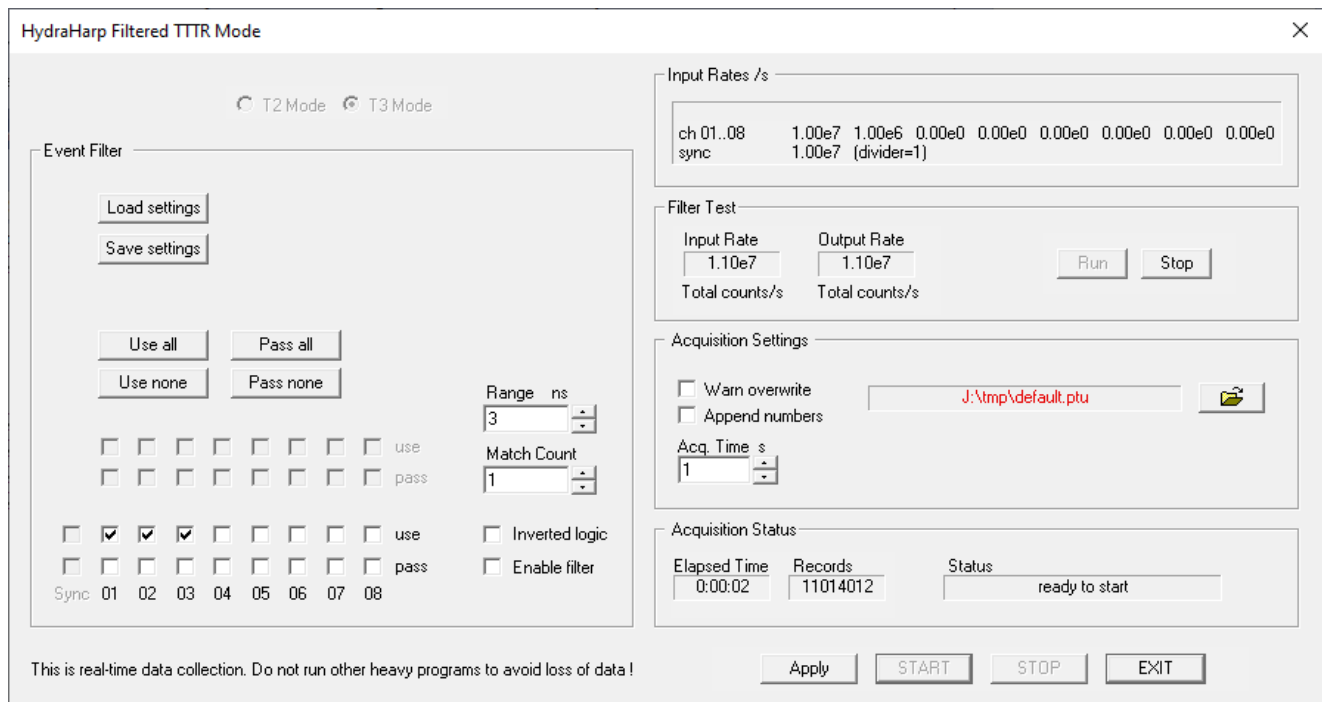 HydraHarp Filtered TTTR Mode
T2 Mode T3 Mode
Event Filter
Load settings
Save settings
Use all Pass all
Use none Pass none
Range ns
3
Match Count
1
use
pass
use Inverted logic
pass Enable filter
Sync 01 02 03 04 05 06 07 08
Input Rates /s
ch 01..08 1.00e7 1.00e6 0.00e0 0.00e0 0.00e0 0.00e0 0.00e0 0.00e0
sync 1.00e7 (divider=1)
Filter Test
Input Rate Output Rate
1.10e7 1.10e7 Run Stop
Total counts/s Total counts/s
Acquisition Settings
Warn overwrite J:\tmp\default.ptu
Append numbers
Acq. Time s
1
Acquisition Status
Elapsed Time Records Status
0:00:02 11014012 ready to start
This is real-time data collection. Do not run other heavy programs to avoid loss of data !
Apply START STOP EXIT